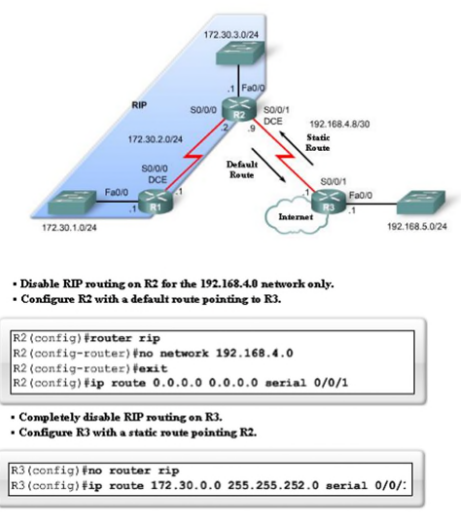 172.30.3.0/24
.1 Fa0/0
RIP
S0/0/0
R2
S0/0/1
DCE
.2
.9
192.168.4.8/30
Static
Route
172.30.2.0/24
Default
Route
S0/0/0
DCE
S0/0/1
Fa0/0
.1
R1
.1
172.30.1.0/24
Internet
R3
Fa0/0
.1
192.168.5.0/24
• Disable RIP routing on R2 for the 192.168.4.0 network only.
• Configure R2 with a default route pointing to R3.
R2(config)#router rip
R2(config-router)#no network 192.168.4.0
R2(config-router)#exit
R2(config)#ip route 0.0.0.0 0.0.0.0 serial 0/0/1
• Completely disable RIP routing on R3.
• Configure R3 with a static route pointing R2.
R3(config)#no router rip
R3(config)#ip route 172.30.0.0 255.255.252.0 serial 0/0/